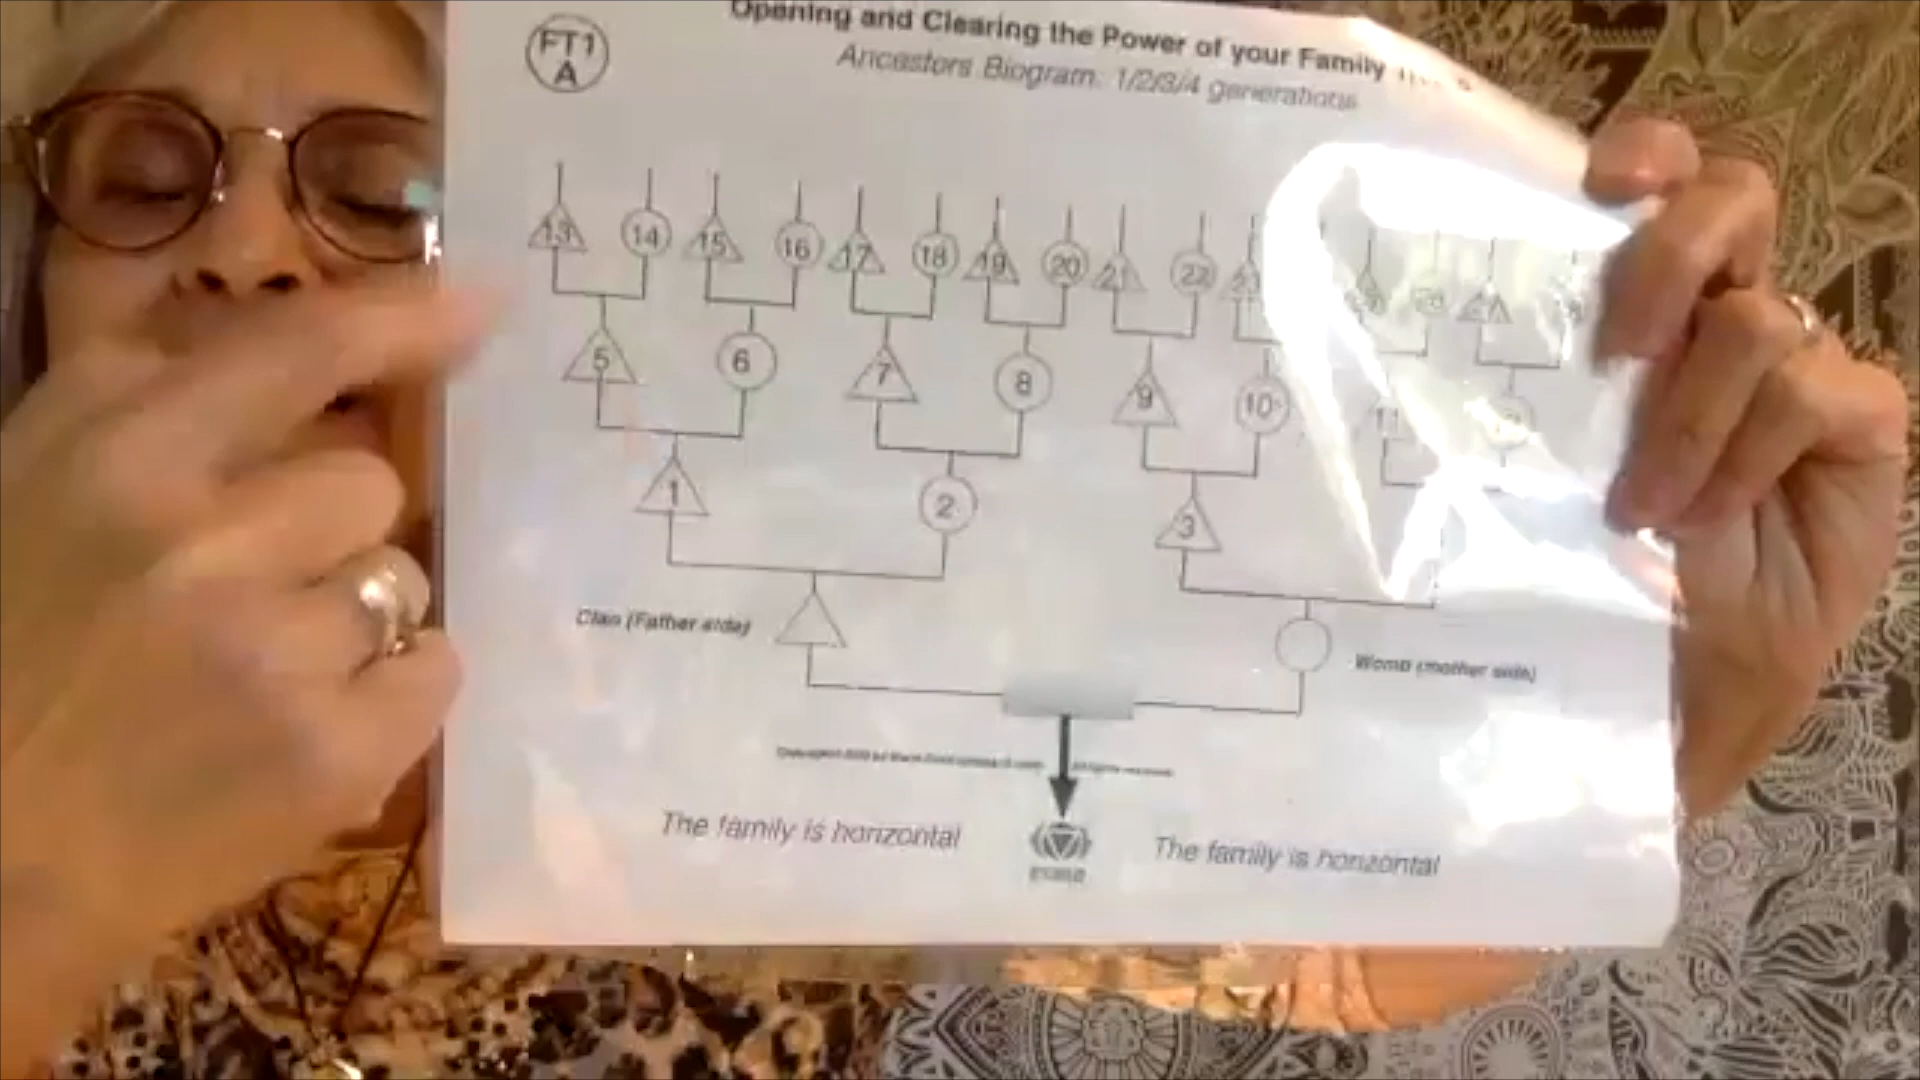 FT1
A
Opening and Clearing the Power of your Family
Ancestors Biogram: 1/2/3/4 generations
13 14 15 16 17 18 19 20 21 22 23
5 6 7 8 9 10 11
1 2 3
Clan (Father side)
Womb (mother side)
The family is horizontal
The family is horizontal